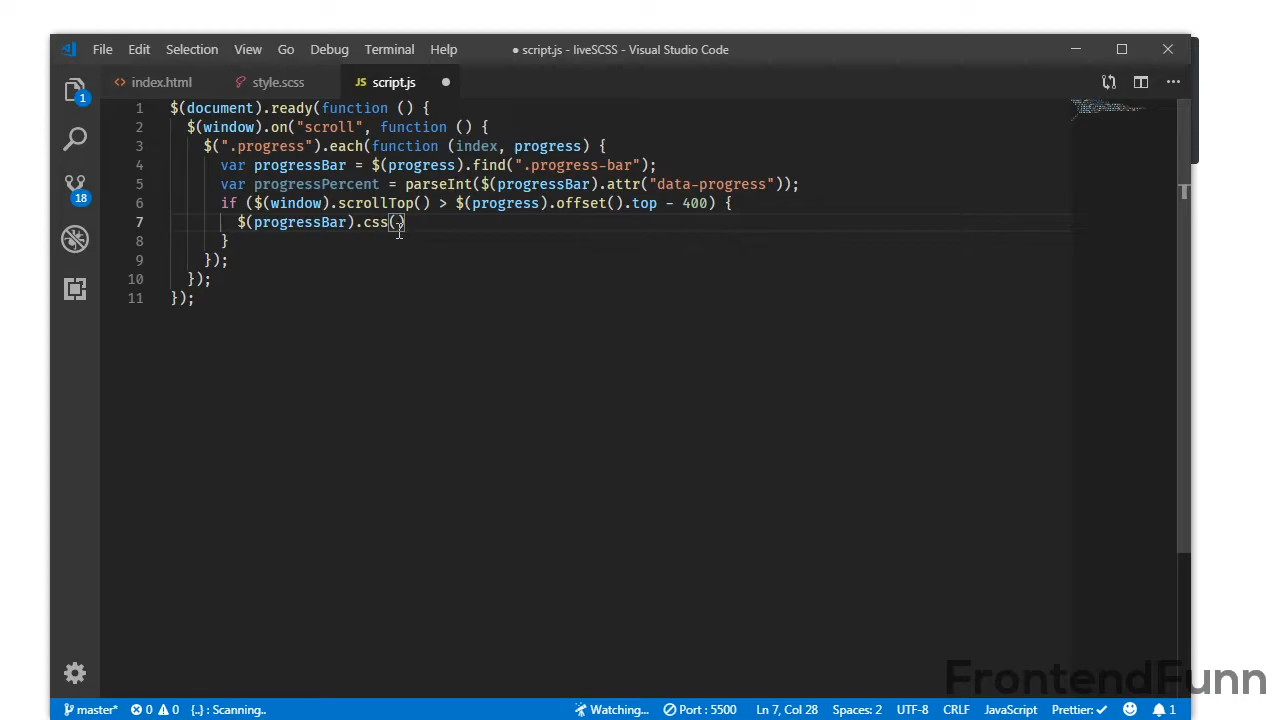 File Edit Selection View Go Debug Terminal Help ● script.js - liveSCSS - Visual Studio Code
<> index.html style.scss JS script.js ●
1 $(document).ready(function () {
2 $(window).on("scroll", function () {
3 $(".progress").each(function (index, progress) {
4 var progressBar = $(progress).find(".progress-bar");
5 var progressPercent = parseInt($(progressBar).attr("data-progress"));
6 if ($(window).scrollTop() > $(progress).offset().top - 400) {
7 $(progressBar).css()
8 }
9 });
10 });
11 });
1
18
FrontendFunn
master* 0 0 {..} : Scanning.. Watching... Port : 5500 Ln 7, Col 28 Spaces: 2 UTF-8 CRLF JavaScript Prettier: ✓ 1